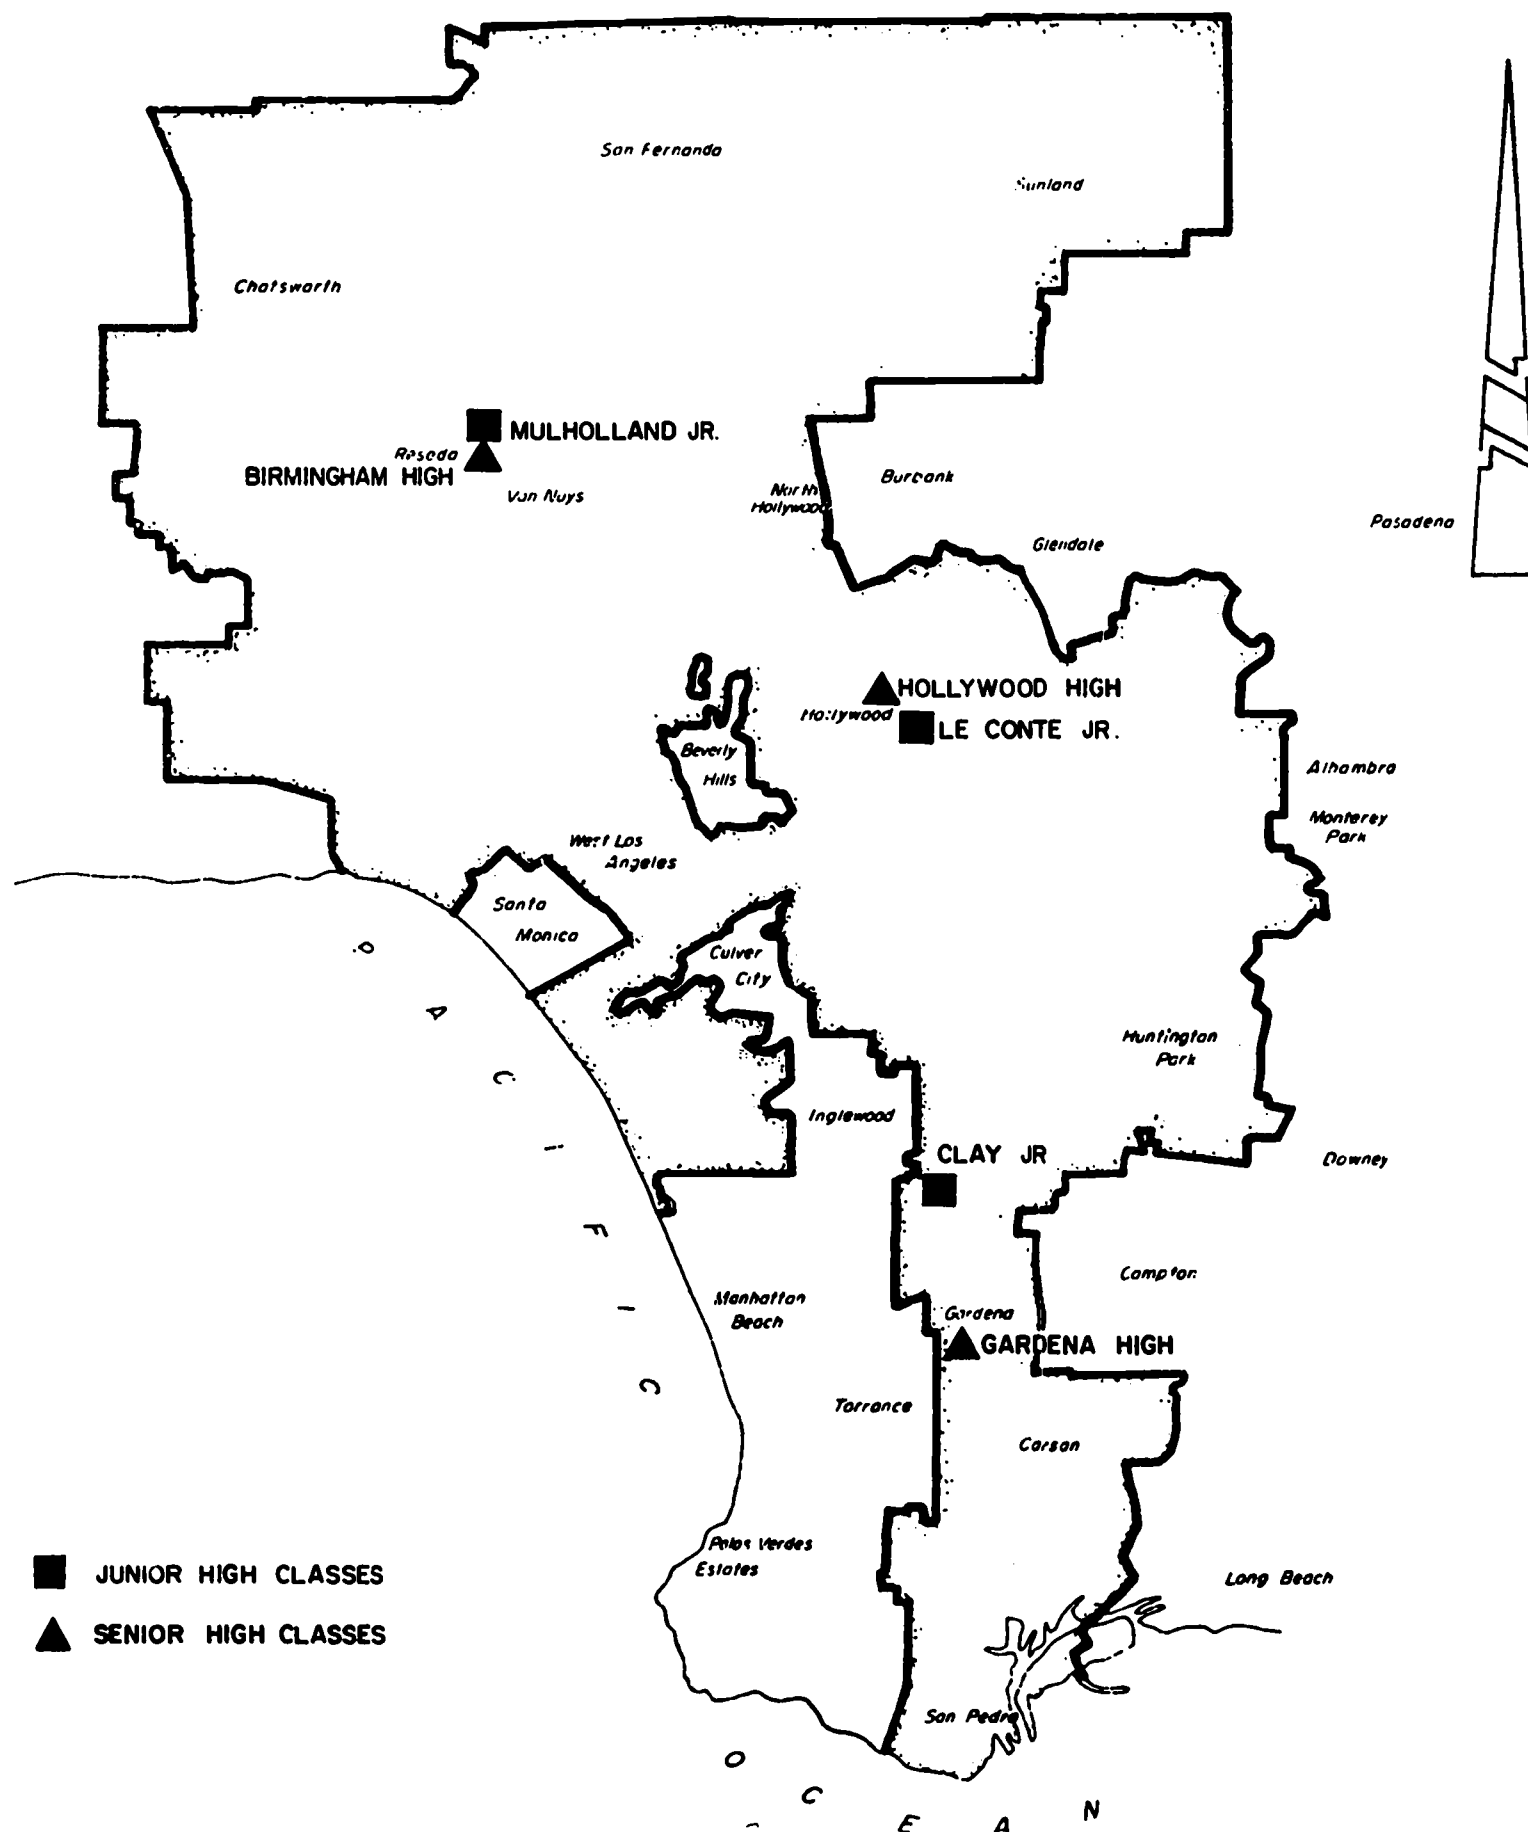 San Fernando
Sunland
Chatsworth
MULHOLLAND JR.
Reseda
BIRMINGHAM HIGH
Van Nuys
North
Hollywood
Burbank
Pasadena
Glendale
HOLLYWOOD HIGH
Hollywood
LE CONTE JR.
Beverly
Hills
Alhambra
Monterey
Park
West Los
Angeles
Santa
Monica
Culver
City
Huntington
Park
Inglewood
CLAY JR
Downey
Compton
Manhattan
Beach
Gardena
GARDENA HIGH
Torrance
Carson
Palos Verdes
Estates
Long Beach
San Pedro
PACIFIC
OCEAN
JUNIOR HIGH CLASSES
SENIOR HIGH CLASSES